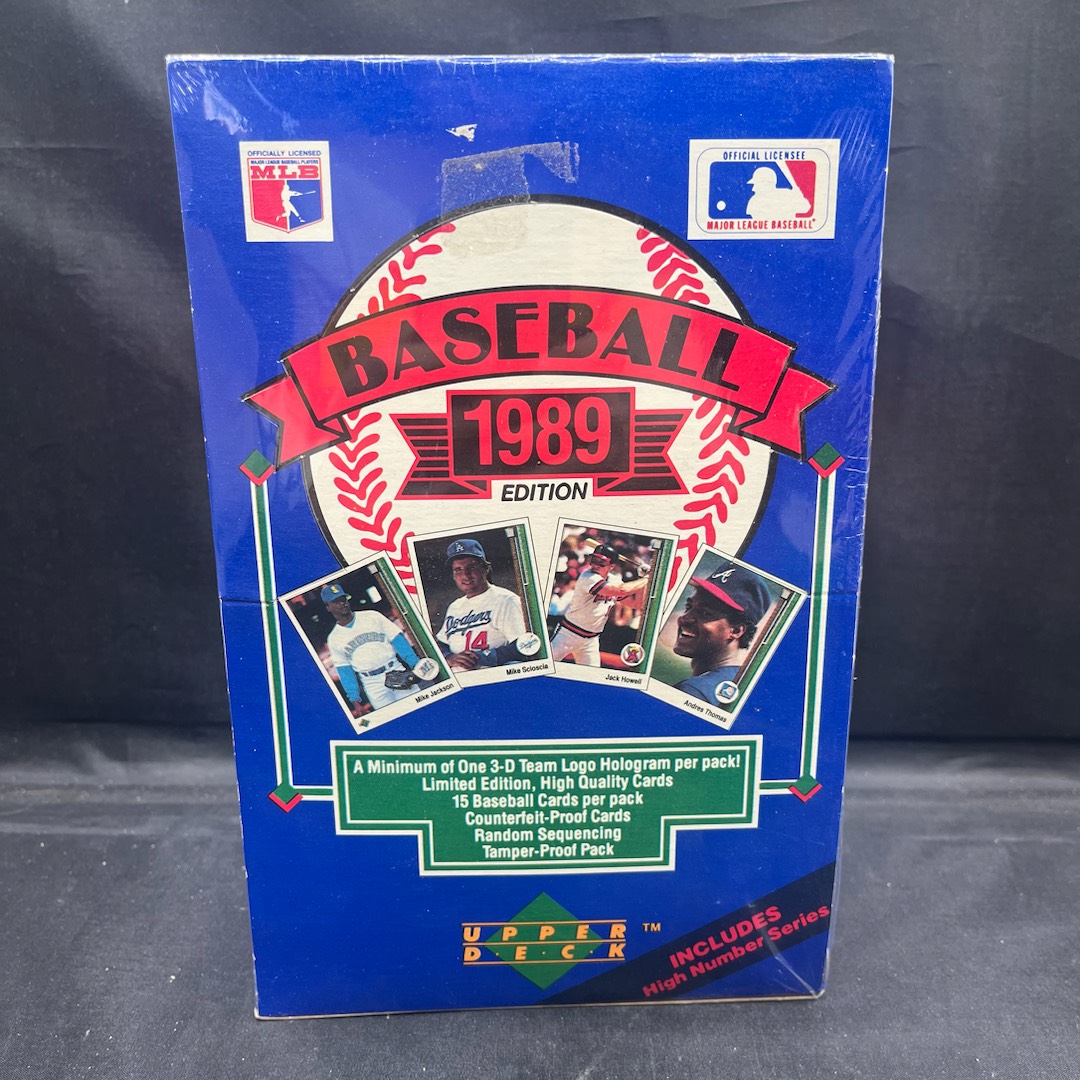 OFFICIALLY LICENSED
MAJOR LEAGUE BASEBALL PLAYERS
MLB
OFFICIAL LICENSEE
MAJOR LEAGUE BASEBALL
BASEBALL
1989
EDITION
A
Dodgers
14
Mike Jackson
Mike Scioscia
Jack Howell
Andres Thomas
A Minimum of One 3-D Team Logo Hologram per pack!
Limited Edition, High Quality Cards
15 Baseball Cards per pack
Counterfeit-Proof Cards
Random Sequencing
Tamper-Proof Pack
UPPER ™
D·E·C·K
INCLUDES
High Number Series